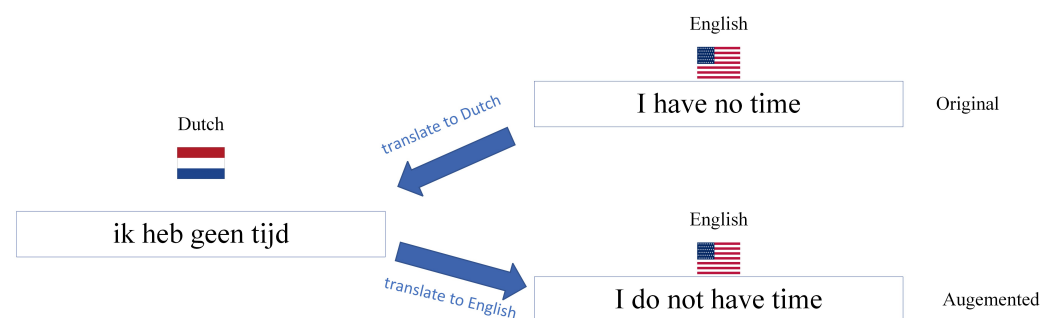 English
I have no time
Original
translate to Dutch
Dutch
ik heb geen tijd
translate to English
English
I do not have time
Augemented